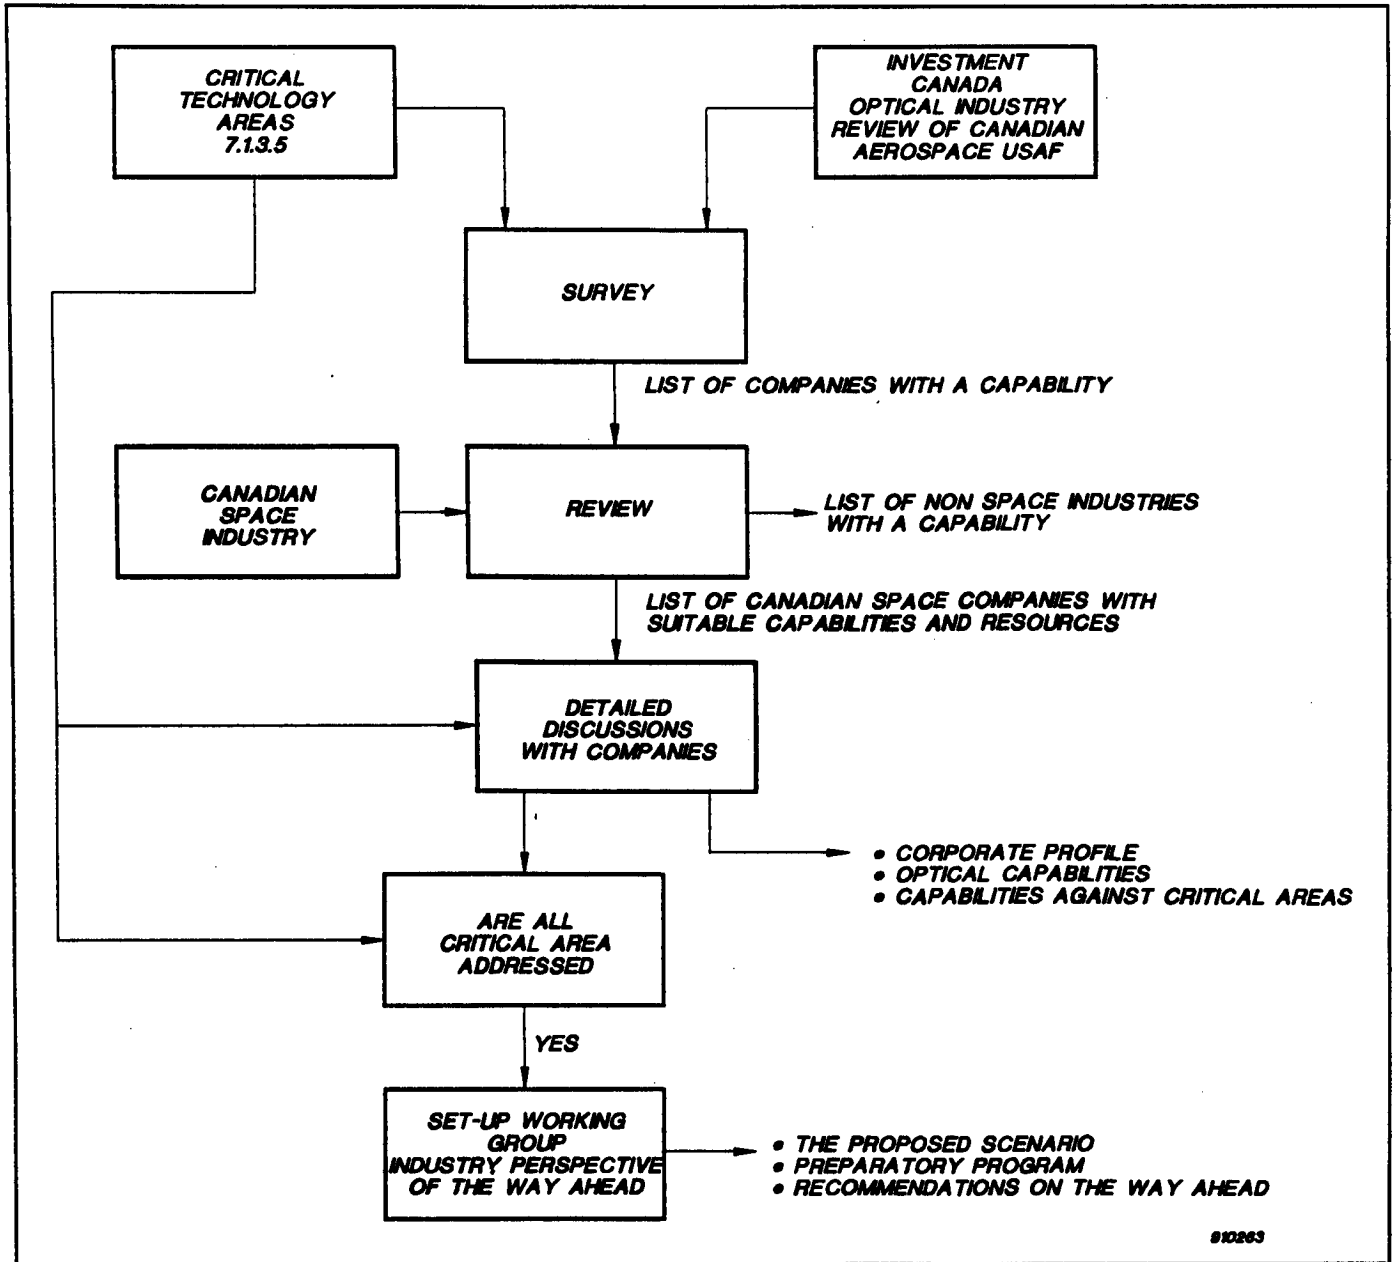 CRITICAL
TECHNOLOGY
AREAS
7.1.3.5
INVESTMENT
CANADA
OPTICAL INDUSTRY
REVIEW OF CANADIAN
AEROSPACE USAF
SURVEY
LIST OF COMPANIES WITH A CAPABILITY
CANADIAN
SPACE
INDUSTRY
REVIEW
LIST OF NON SPACE INDUSTRIES
WITH A CAPABILITY
LIST OF CANADIAN SPACE COMPANIES WITH
SUITABLE CAPABILITIES AND RESOURCES
DETAILED
DISCUSSIONS
WITH COMPANIES
• CORPORATE PROFILE
• OPTICAL CAPABILITIES
• CAPABILITIES AGAINST CRITICAL AREAS
ARE ALL
CRITICAL AREA
ADDRESSED
YES
SET-UP WORKING
GROUP
INDUSTRY PERSPECTIVE
OF THE WAY AHEAD
• THE PROPOSED SCENARIO
• PREPARATORY PROGRAM
• RECOMMENDATIONS ON THE WAY AHEAD
910263